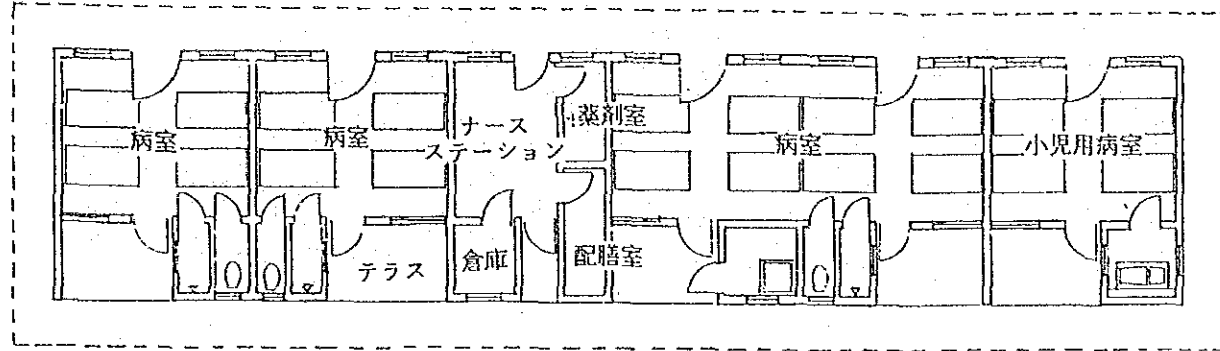 病室
病室
ナース
ステーション
薬剤室
病室
小児用病室
テラス
倉庫
配膳室